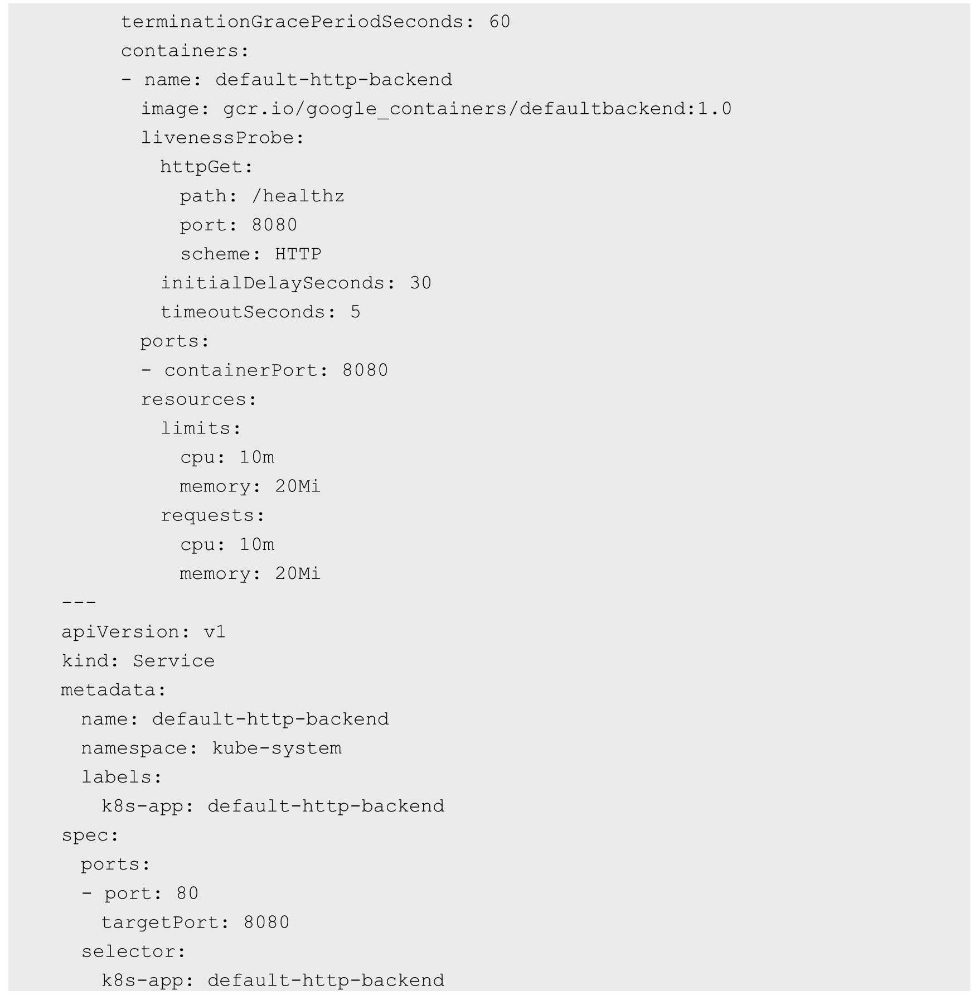 terminationGracePeriodSeconds: 60
containers:
- name: default-http-backend
image: gcr.io/google_containers/defaultbackend:1.0
livenessProbe:
httpGet:
path: /healthz
port: 8080
scheme: HTTP
initialDelaySeconds: 30
timeoutSeconds: 5
ports:
- containerPort: 8080
resources:
limits:
cpu: 10m
memory: 20Mi
requests:
cpu: 10m
memory: 20Mi
---
apiVersion: v1
kind: Service
metadata:
name: default-http-backend
namespace: kube-system
labels:
k8s-app: default-http-backend
spec:
ports:
- port: 80
targetPort: 8080
selector:
k8s-app: default-http-backend